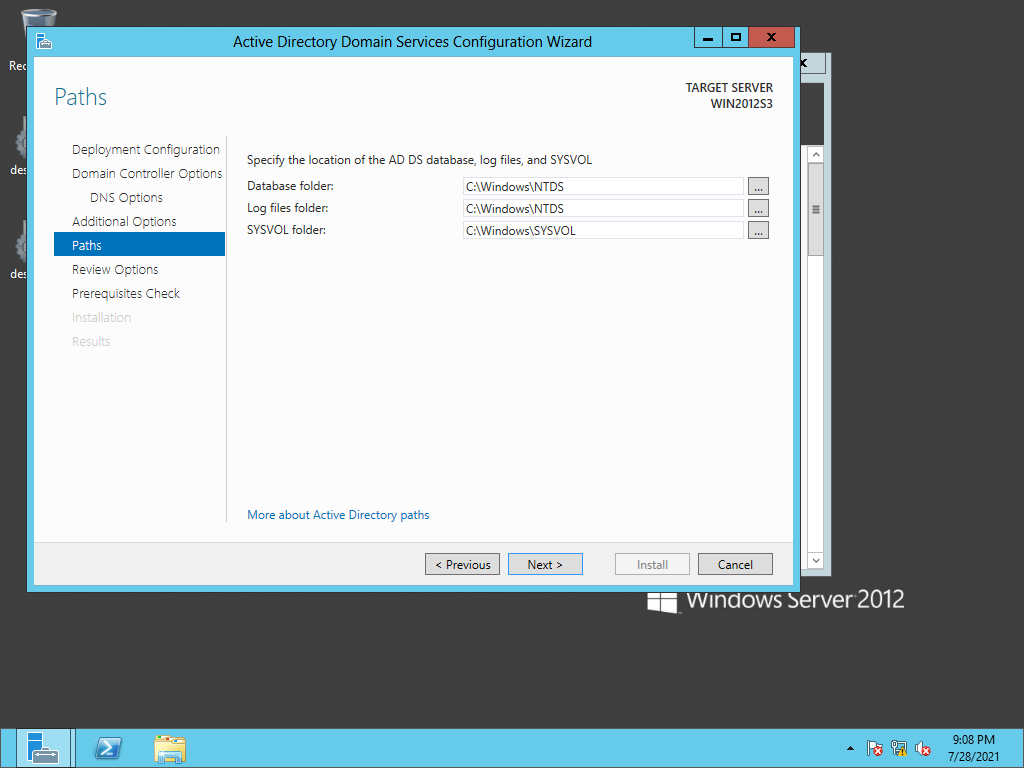 Active Directory Domain Services Configuration Wizard
Paths
TARGET SERVER
WIN2012S3
Deployment Configuration
Domain Controller Options
DNS Options
Additional Options
Paths
Review Options
Prerequisites Check
Installation
Results
Specify the location of the AD DS database, log files, and SYSVOL
Database folder:
C:\Windows\NTDS
...
Log files folder:
C:\Windows\NTDS
...
SYSVOL folder:
C:\Windows\SYSVOL
...
More about Active Directory paths
< Previous
Next >
Install
Cancel
Windows Server 2012
9:08 PM
7/28/2021